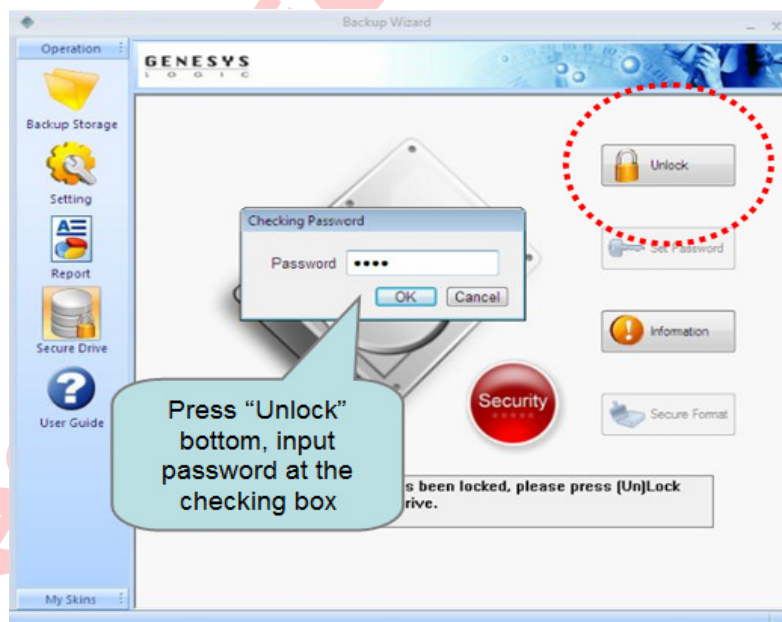 Backup Wizard
Operation
GENESYS
LOGIC
Backup Storage
Setting
Report
Secure Drive
User Guide
My Skins
Unlock
Set Password
Information
Secure Format
Checking Password
Password ••••
OK Cancel
Security
Press “Unlock”
bottom, input
password at the
checking box
been locked, please press (Un)Lock